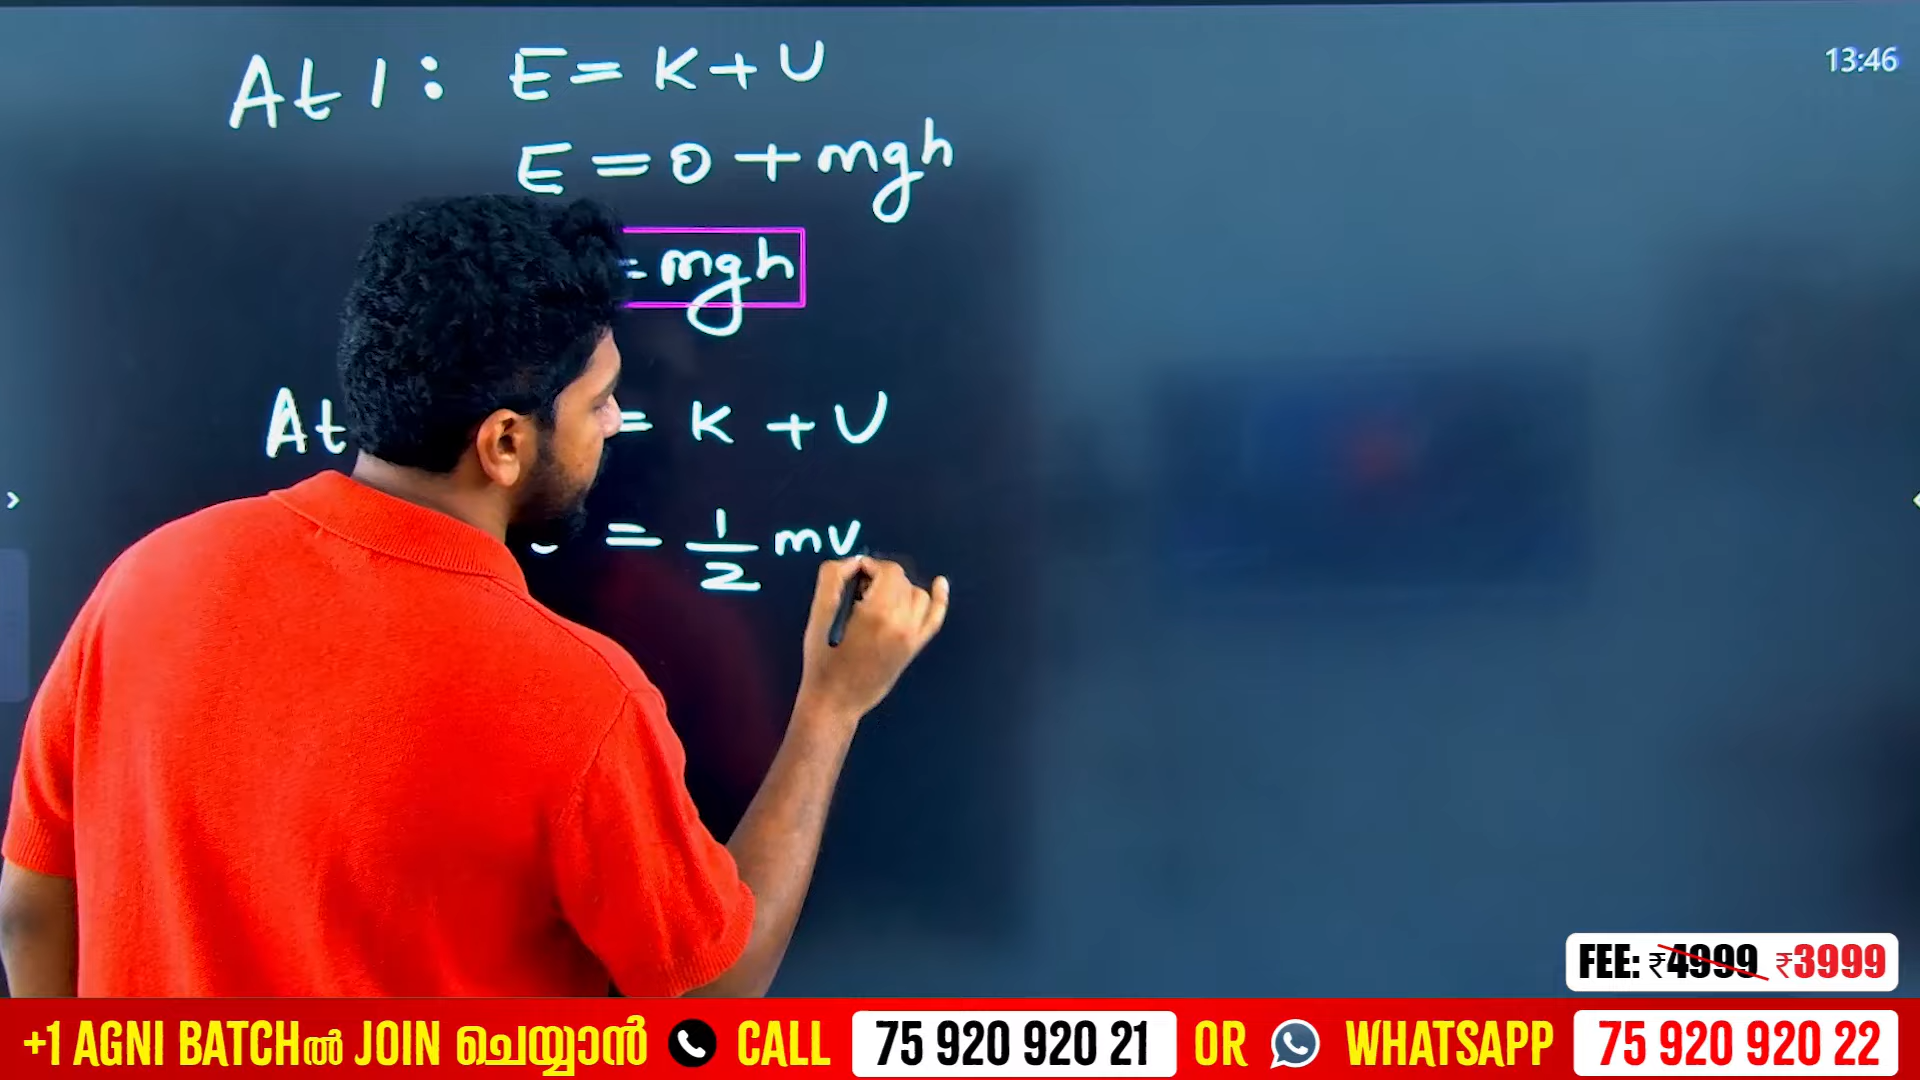 At 1 : E = K + U
13:46
E = 0 + mgh
= mgh
At = K + U
= 1/2 mv
FEE: ₹4999 ₹3999
+1 AGNI BATCHൽ JOIN ചെയ്യാൻ CALL 75 920 920 21 OR WHATSAPP 75 920 920 22